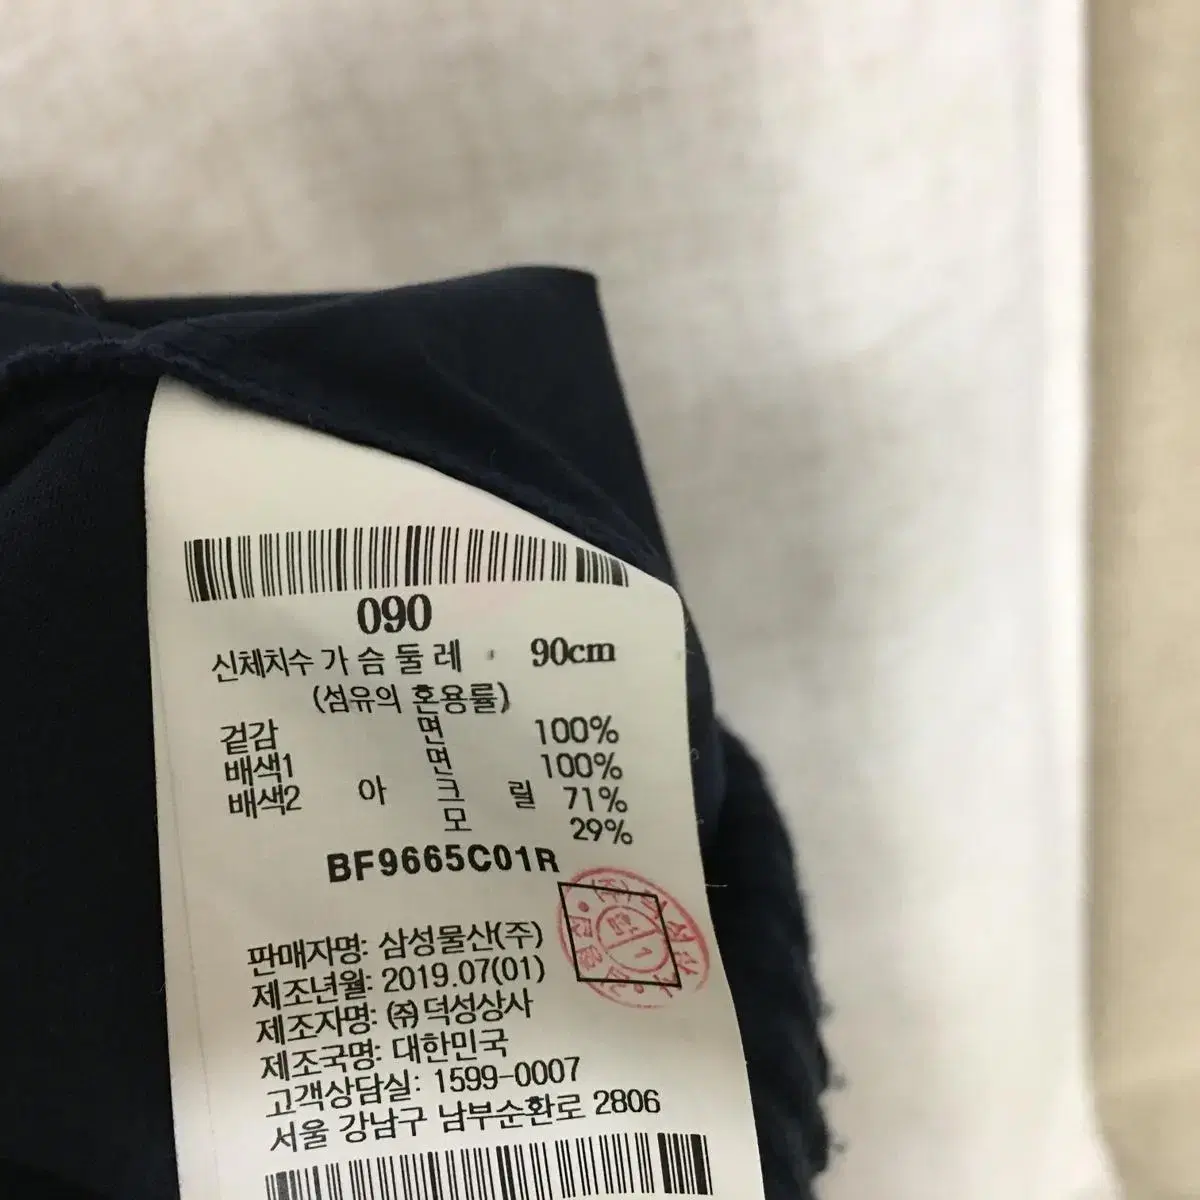 090
신체치수 가 슴 둘 레 90cm
(섬유의 혼용률)
겉감 면 100%
배색1 면 100%
배색2 아 크 릴 71%
모 29%
BF9665C01R
판매자명: 삼성물산(주)
제조년월: 2019.07(01)
제조자명: ㈜덕성상사
제조국명: 대한민국
고객상담실: 1599-0007
서울 강남구 남부순환로 2806